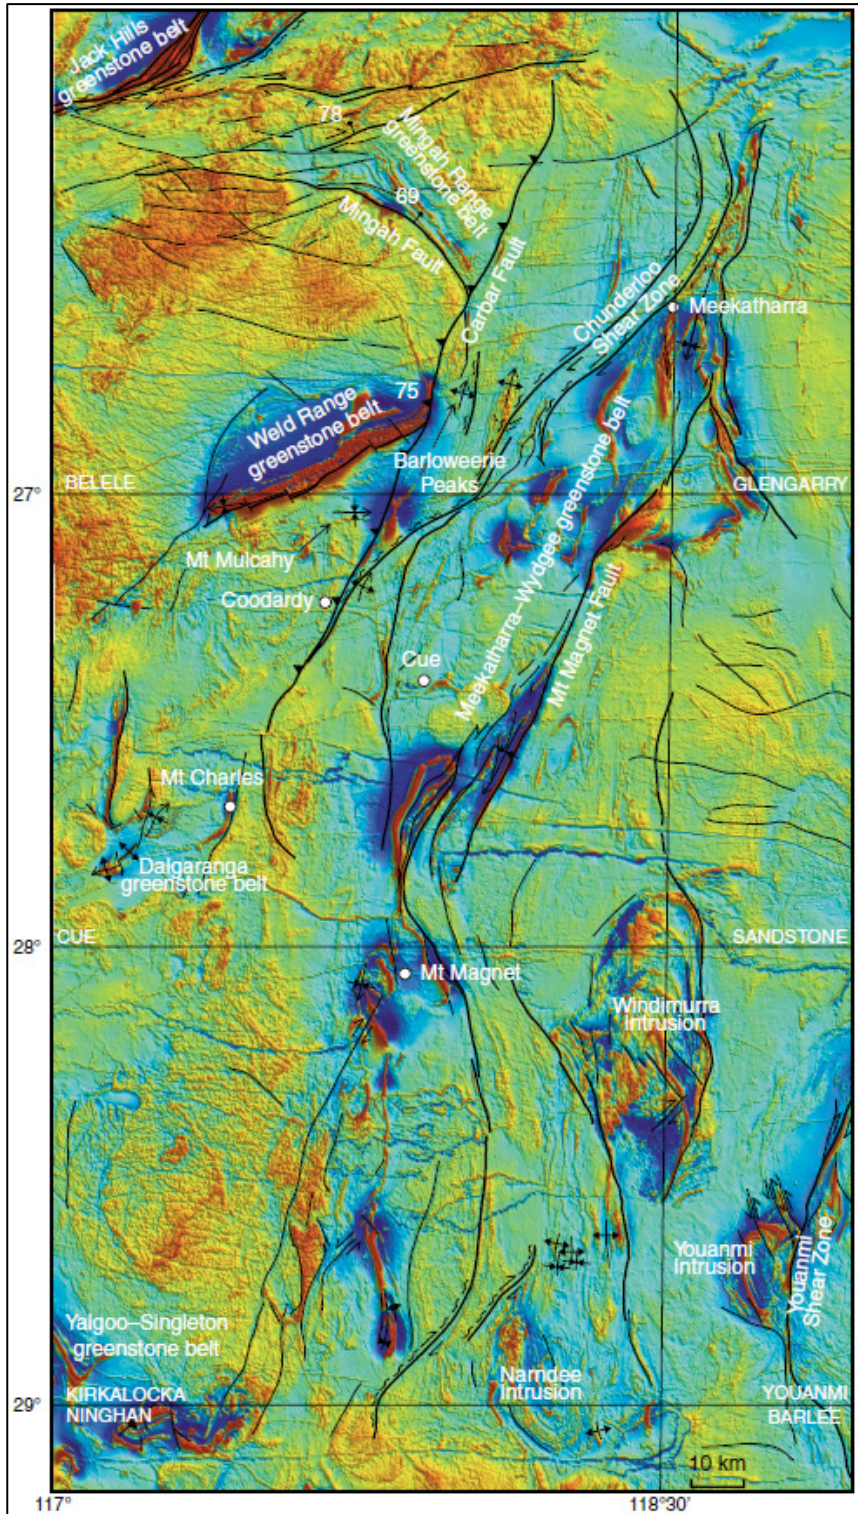 Jack Hills
greenstone belt
78
Mingah Range
greenstone belt
69
Mingah Fault
Carbar Fault
Chunderloo
Shear Zone
Meekatharra
75
Weld Range
greenstone belt
Barloweerie
Peaks
27°
BELELE
GLENGARRY
Mt Mulcahy
Coodardy
Meekatharra–Wydgee greenstone belt
Mt Magnet Fault
Cue
Mt Charles
Dalgaranga
greenstone belt
28°
CUE
SANDSTONE
Mt Magnet
Windimurra
Intrusion
Youanmi
Intrusion
Youanmi
Shear Zone
Yalgoo–Singleton
greenstone belt
Narndee
Intrusion
29°
KIRKALOCKA
NINGHAN
YOUANMI
BARLEE
10 km
117°
118°30'